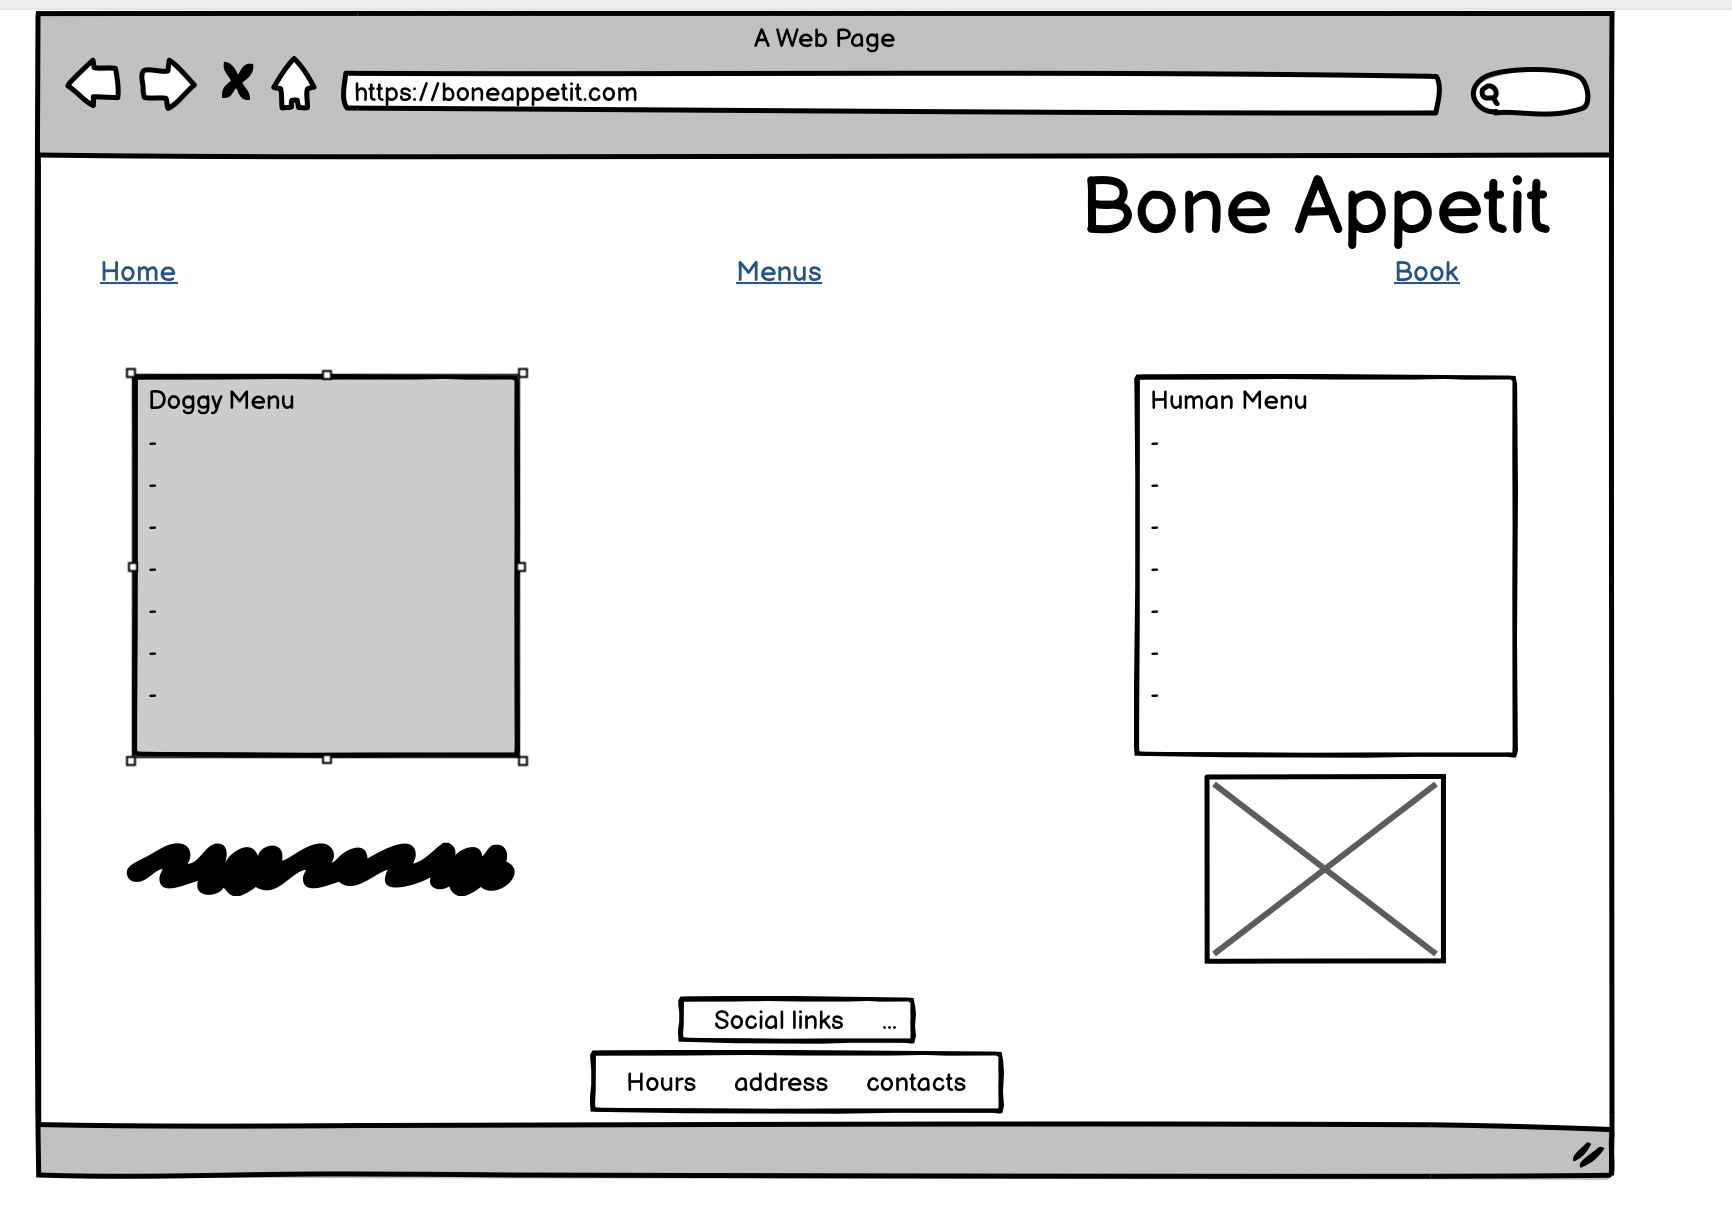 A Web Page
https://boneappetit.com
Bone Appetit
Home Menus Book
Doggy Menu
-
-
-
-
-
-
-
Human Menu
-
-
-
-
-
-
-
Social links ...
Hours address contacts